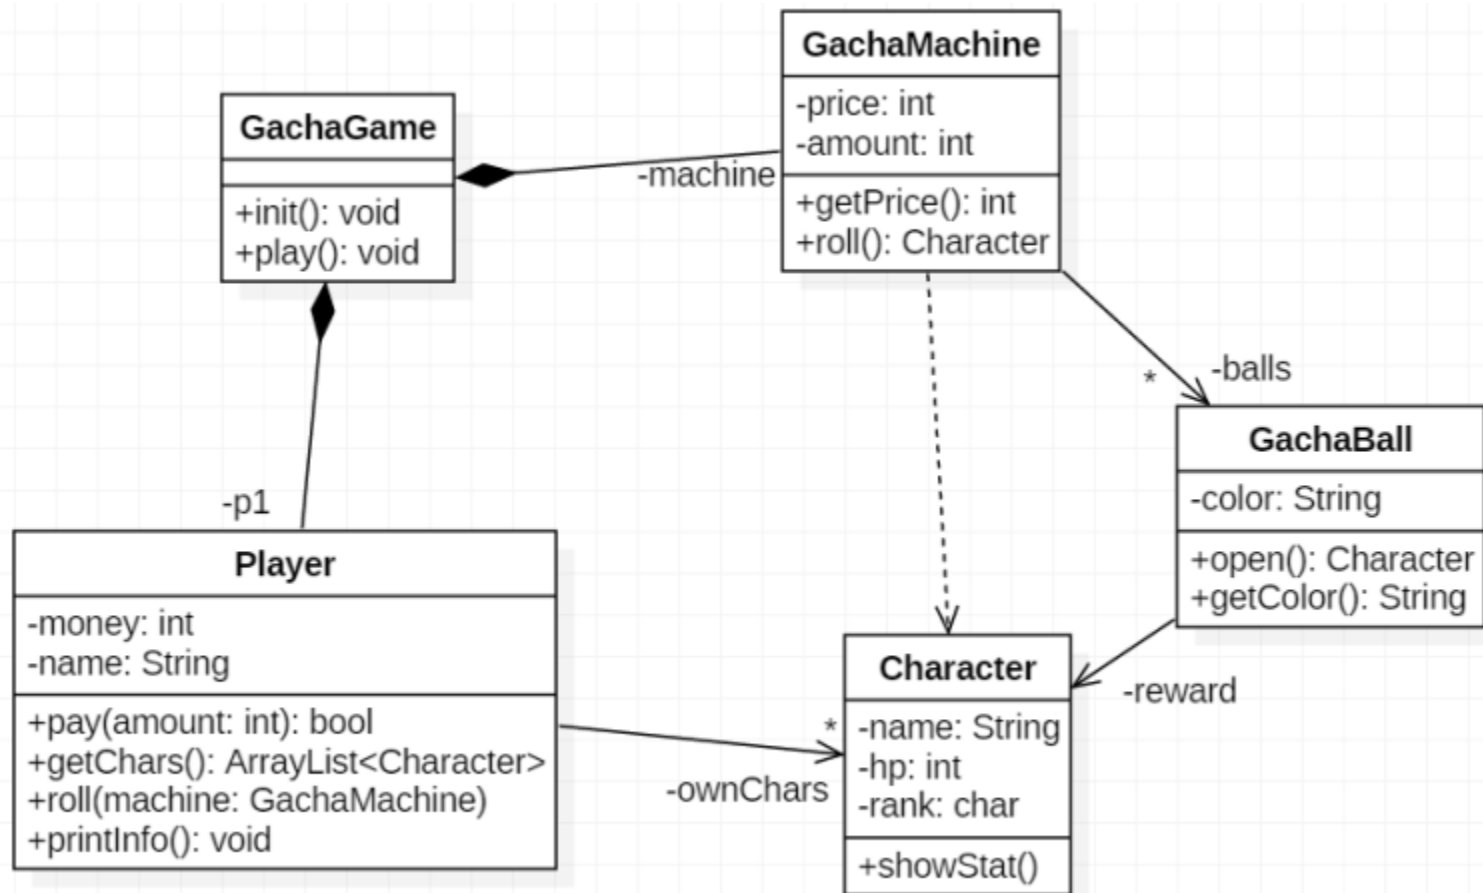 GachaMachine
-price: int
-amount: int
+getPrice(): int
+roll(): Character
GachaGame
+init(): void
+play(): void
-machine
*
-balls
GachaBall
-color: String
+open(): Character
+getColor(): String
-p1
Player
-money: int
-name: String
+pay(amount: int): bool
+getChars(): ArrayList<Character>
+roll(machine: GachaMachine)
+printInfo(): void
*
-ownChars
Character
-name: String
-hp: int
-rank: char
+showStat()
-reward